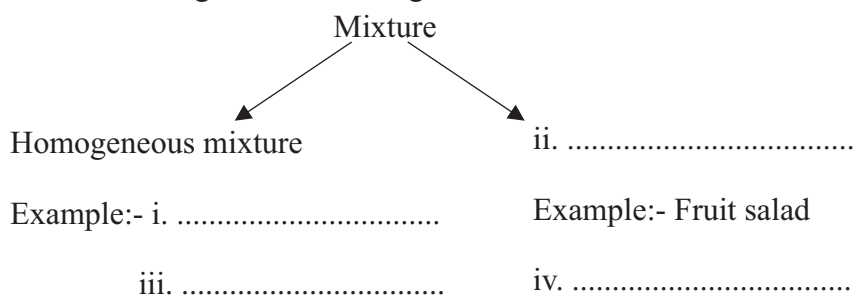 Mixture
Homogeneous mixture
ii. ....................................
Example:- i. .................................
Example:- Fruit salad
iii. .................................
iv. ...................................